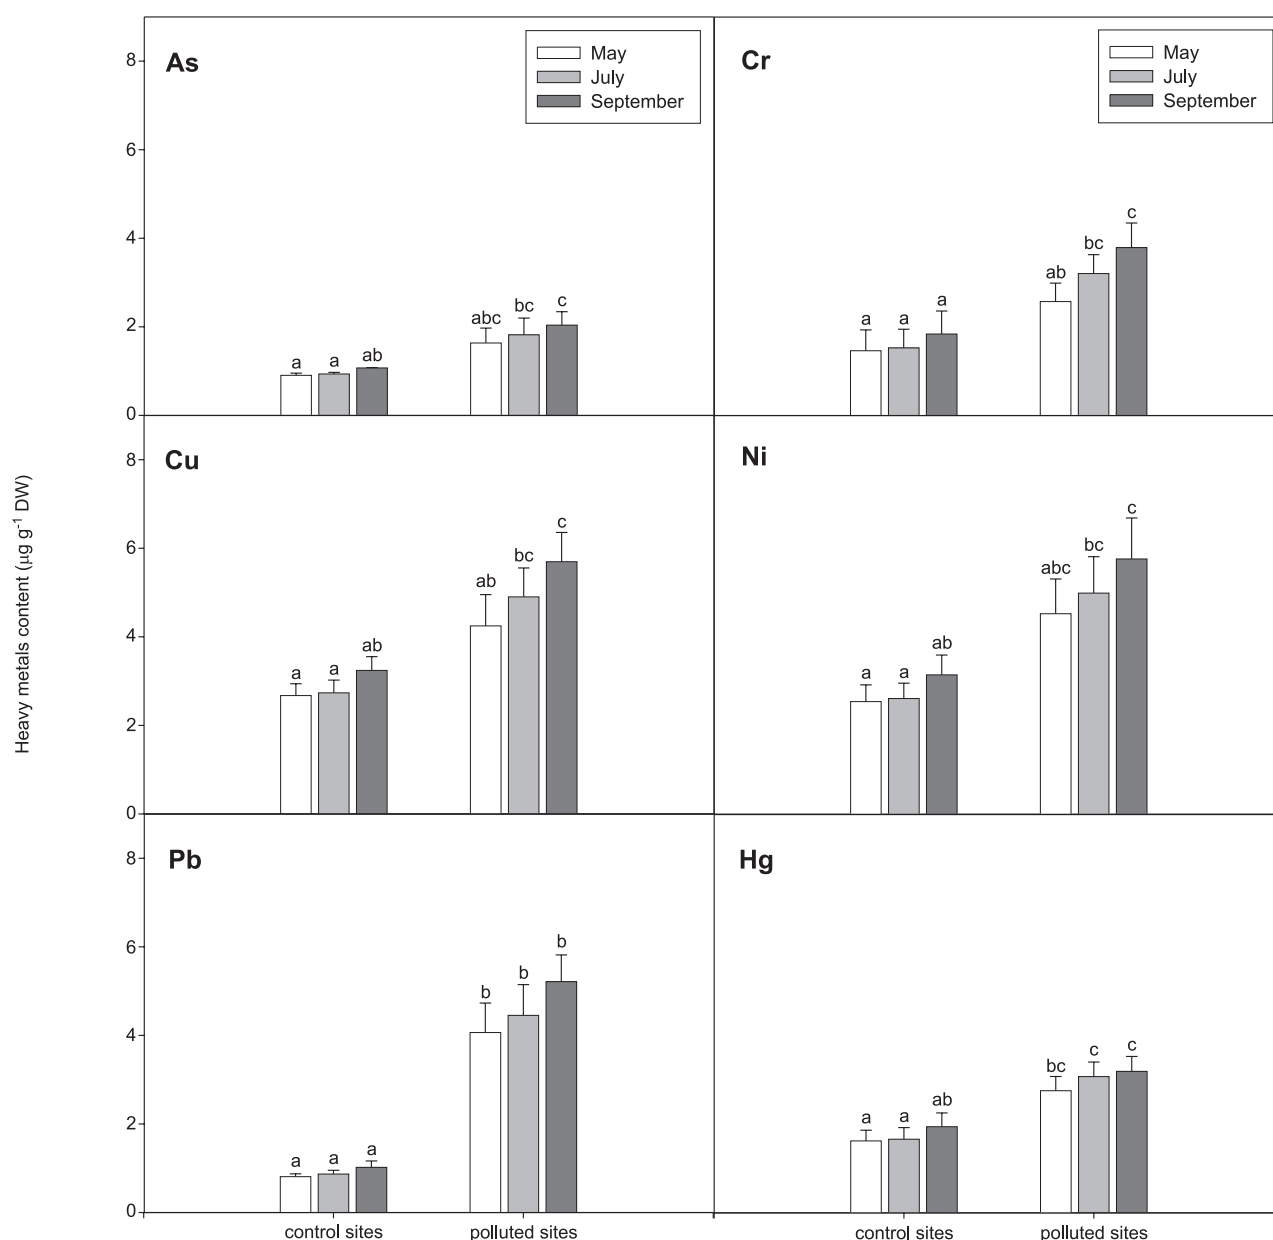 Heavy metals content (μg g⁻¹ DW)
As
May
July
September
8
6
4
2
0
a a ab
abc bc c
Cr
May
July
September
a a a
ab bc c
Cu
8
6
4
2
0
a a ab
ab bc c
Ni
a a ab
abc bc c
Pb
8
6
4
2
0
a a a
b b b
control sites polluted sites
Hg
a a ab
bc c c
control sites polluted sites